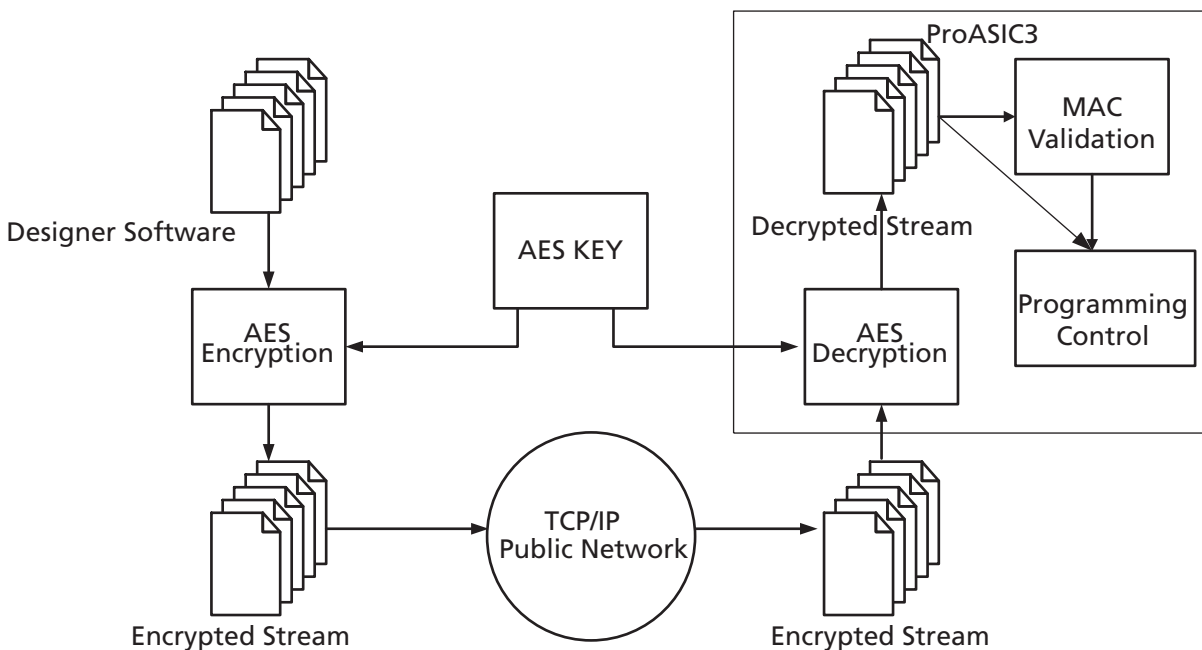 ProASIC3
MAC
Validation
Designer Software
AES KEY
Decrypted Stream
AES
Encryption
AES
Decryption
Programming
Control
TCP/IP
Public Network
Encrypted Stream
Encrypted Stream